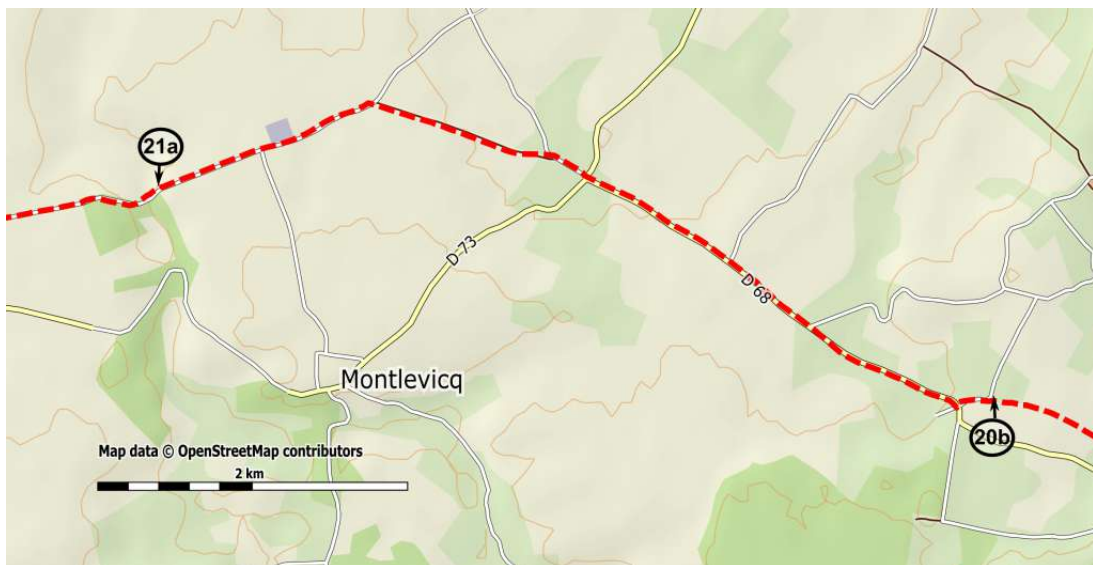 21a
D 73
D 68
Montlevicq
20b
Map data © OpenStreetMap contributors
2 km